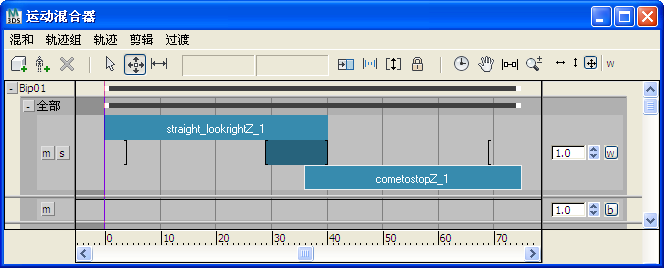 运动混合器
混和 轨迹组 轨迹 剪辑 过渡
w
Bip01
全部
straight_lookrightZ_1
m s 1.0 w
cometostopZ_1
m 1.0 b
0 10 20 30 40 50 60 70